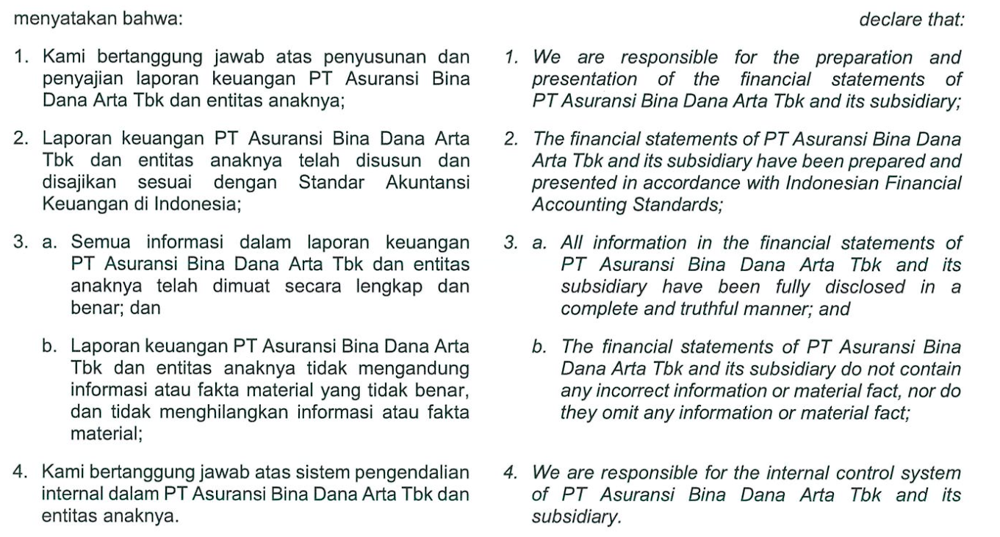 menyatakan bahwa:
1. Kami bertanggung jawab atas penyusunan dan
penyajian laporan keuangan PT Asuransi Bina
Dana Arta Tbk dan entitas anaknya;
2. Laporan keuangan PT Asuransi Bina Dana Arta
Tbk dan entitas anaknya telah disusun dan
disajikan sesuai dengan Standar Akuntansi
Keuangan di Indonesia;
3. a. Semua informasi dalam laporan keuangan
PT Asuransi Bina Dana Arta Tbk dan entitas
anaknya telah dimuat secara lengkap dan
benar; dan
b. Laporan keuangan PT Asuransi Bina Dana Arta
Tbk dan entitas anaknya tidak mengandung
informasi atau fakta material yang tidak benar,
dan tidak menghilangkan informasi atau fakta
material;
4. Kami bertanggung jawab atas sistem pengendalian
internal dalam PT Asuransi Bina Dana Arta Tbk dan
entitas anaknya.
declare that:
1. We are responsible for the preparation and
presentation of the financial statements of
PT Asuransi Bina Dana Arta Tbk and its subsidiary;
2. The financial statements of PT Asuransi Bina Dana
Arta Tbk and its subsidiary have been prepared and
presented in accordance with Indonesian Financial
Accounting Standards;
3. a. All information in the financial statements of
PT Asuransi Bina Dana Arta Tbk and its
subsidiary have been fully disclosed in a
complete and truthful manner; and
b. The financial statements of PT Asuransi Bina
Dana Arta Tbk and its subsidiary do not contain
any incorrect information or material fact, nor do
they omit any information or material fact;
4. We are responsible for the internal control system
of PT Asuransi Bina Dana Arta Tbk and its
subsidiary.